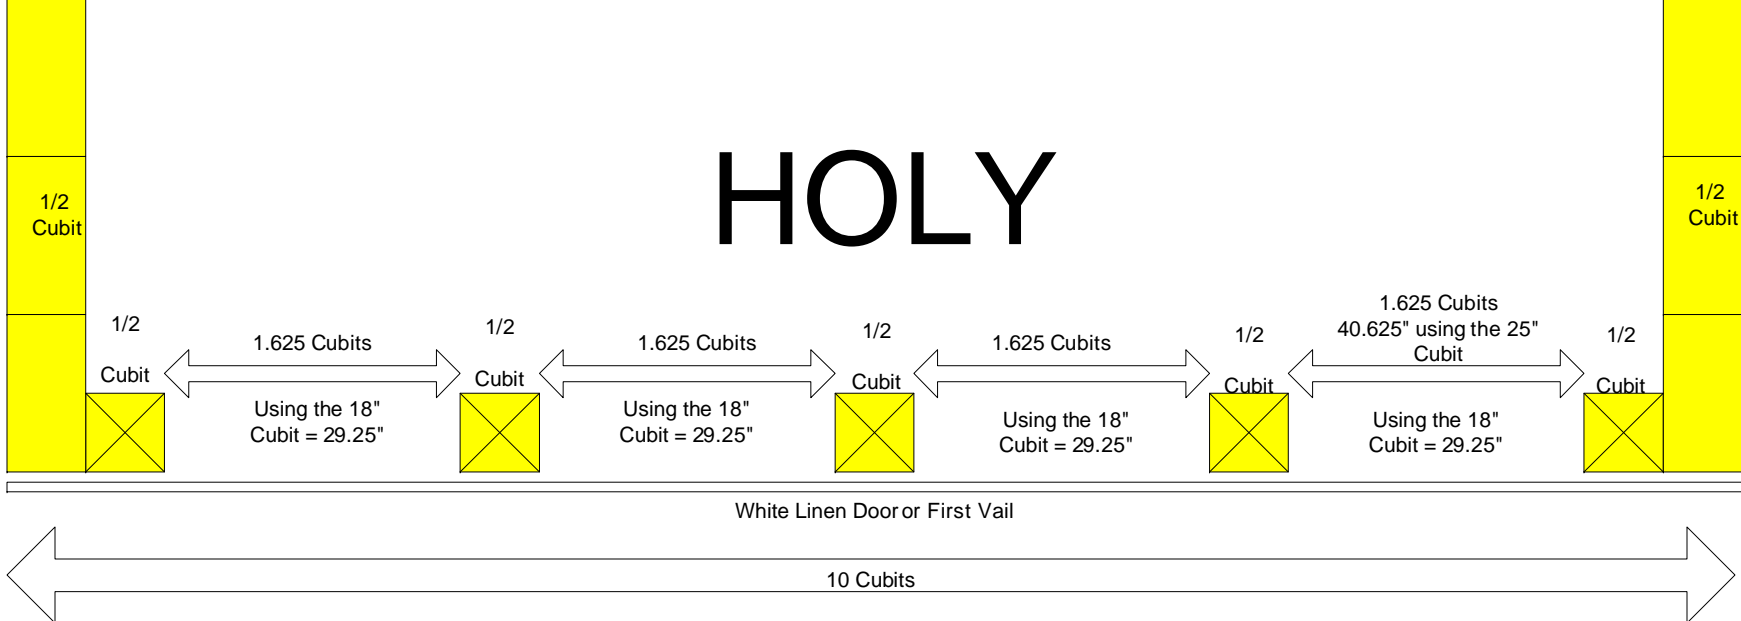 HOLY
1/2
Cubit
1/2
Cubit
1/2
Cubit
1.625 Cubits
Using the 18"
Cubit = 29.25"
1/2
Cubit
1.625 Cubits
Using the 18"
Cubit = 29.25"
1/2
Cubit
1.625 Cubits
Using the 18"
Cubit = 29.25"
1/2
Cubit
1.625 Cubits
40.625" using the 25"
Cubit
Using the 18"
Cubit = 29.25"
1/2
Cubit
White Linen Door or First Vail
10 Cubits